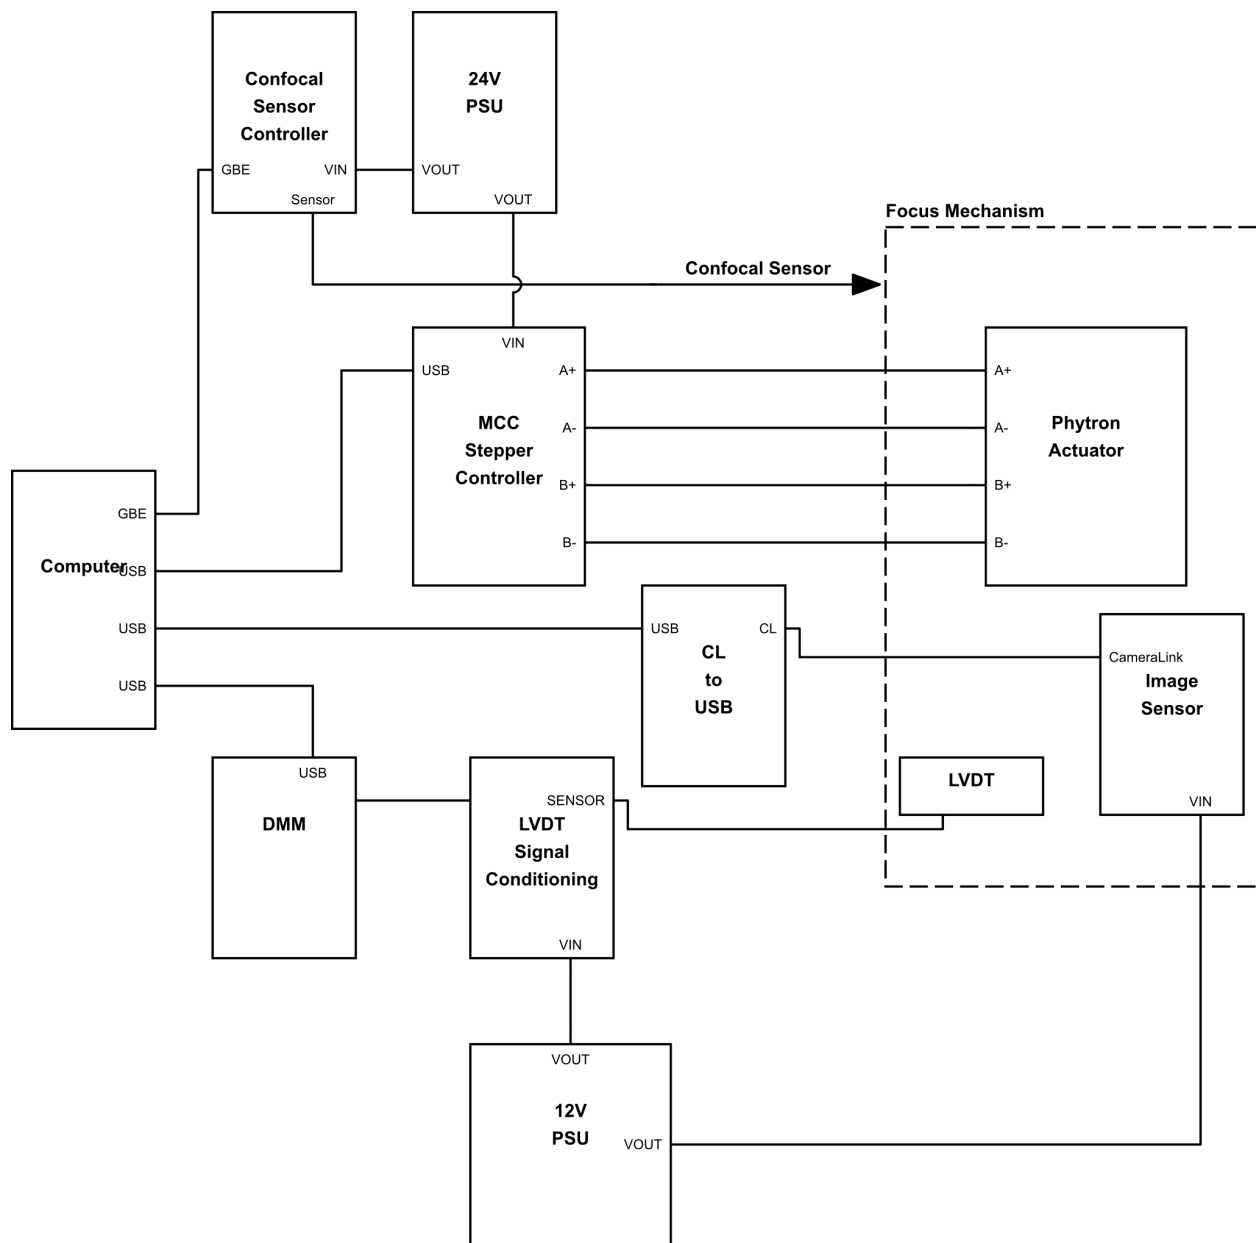 Confocal
Sensor
Controller
GBE
VIN
Sensor
24V
PSU
VOUT
VOUT
Focus Mechanism
Confocal Sensor
VIN
USB
A+
MCC
Stepper
Controller
A-
B+
B-
A+
Phytron
Actuator
A-
B+
B-
GBE
Computer
USB
USB
USB
USB
CL
CL
to
USB
CameraLink
Image
Sensor
VIN
LVDT
USB
DMM
SENSOR
LVDT
Signal
Conditioning
VIN
VOUT
12V
PSU
VOUT